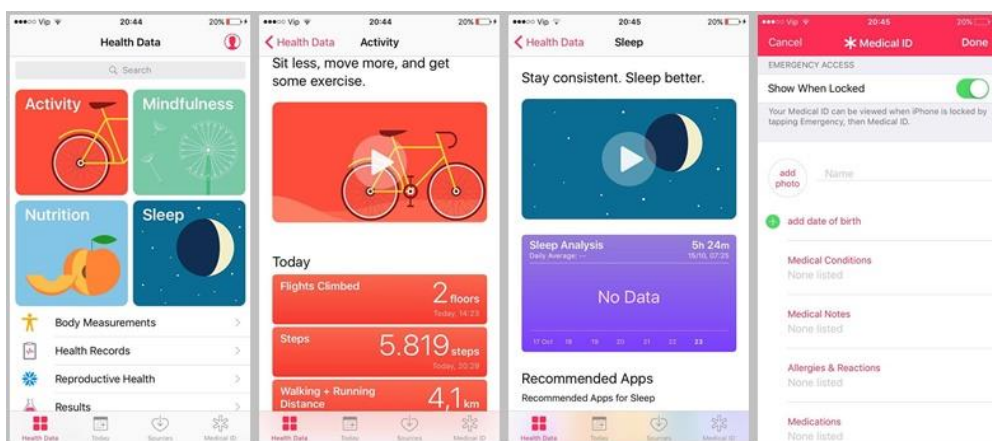 Vip
20:44
20%
Health Data
Search
Activity
Mindfulness
Nutrition
Sleep
Body Measurements
Health Records
Reproductive Health
Results
Health Data
Today
Sources
Medical ID
Vip
20:44
20%
Health Data
Activity
Sit less, move more, and get
some exercise.
Today
Flights Climbed
2 floors
Today, 14:23
Steps
5.819 steps
Today, 20:28
Walking + Running
Distance
4,1 km
Health Data
Today
Sources
Medical ID
Vip
20:45
20%
Health Data
Sleep
Stay consistent. Sleep better.
Sleep Analysis
5h 24m
Daily Average: --
15/10, 07:25
No Data
17 Oct 18 19 20 21 22 23
Recommended Apps
Recommended Apps for Sleep
Health Data
Today
Sources
Medical ID
Vip
20:45
20%
Cancel
Medical ID
Done
EMERGENCY ACCESS
Show When Locked
Your Medical ID can be viewed when iPhone is locked by
tapping Emergency, then Medical ID.
add
photo
Name
add date of birth
Medical Conditions
None listed
Medical Notes
None listed
Allergies & Reactions
None listed
Medications
None listed